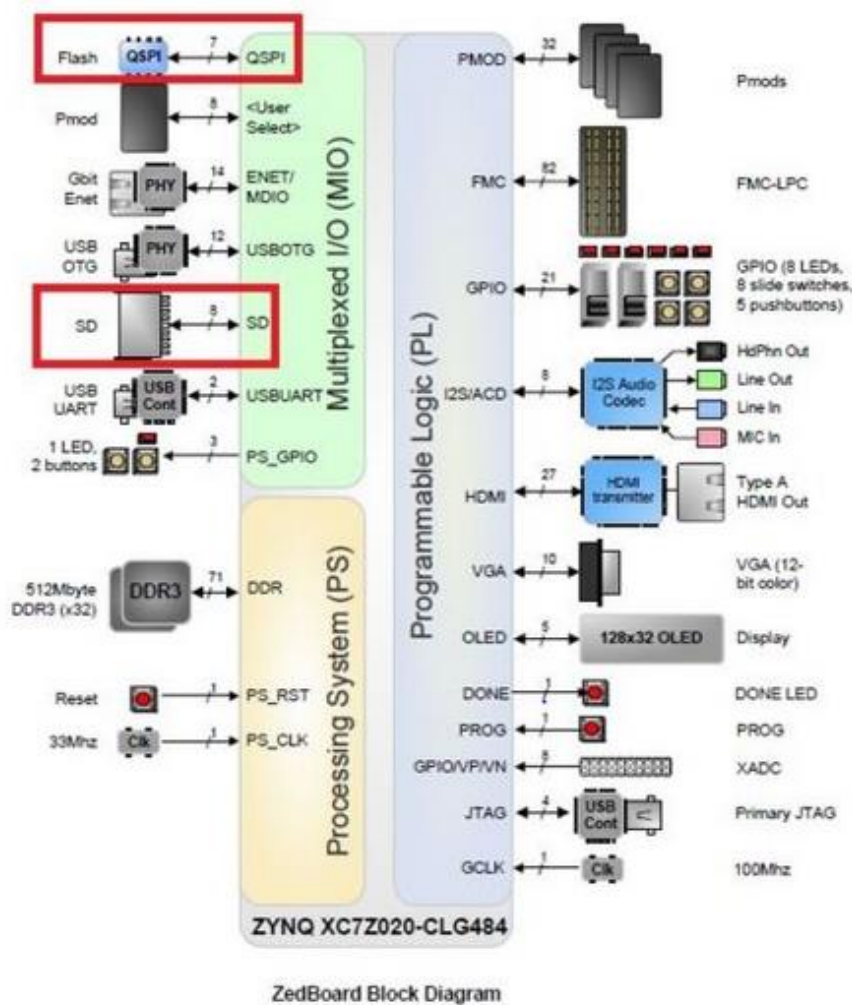 Flash
QSPI
7
QSPI
Pmod
8
<User
Select>
Gbit
Enet
PHY
14
ENET/
MDIO
USB
OTG
PHY
12
USBOTG
SD
8
SD
USB
UART
USB
Cont
2
USBUART
1 LED,
2 buttons
3
PS_GPIO
Multiplexed I/O (MIO)
512Mbyte
DDR3 (x32)
DDR3
71
DDR
Reset
1
PS_RST
33Mhz
Clk
1
PS_CLK
Processing System (PS)
Programmable Logic (PL)
PMOD
32
Pmods
FMC
82
FMC-LPC
GPIO
21
GPIO (8 LEDs,
8 slide switches,
5 pushbuttons)
I2S/ACD
8
I2S Audio
Codec
HdPhn Out
Line Out
Line In
MIC In
HDMI
27
HDMI
transmitter
Type A
HDMI Out
VGA
10
VGA (12-
bit color)
OLED
5
128x32 OLED
Display
DONE
1
DONE LED
PROG
1
PROG
GPIO/VP/VN
8
XADC
JTAG
4
USB
Cont
Primary JTAG
GCLK
1
Clk
100Mhz
ZYNQ XC7Z020-CLG484
ZedBoard Block Diagram